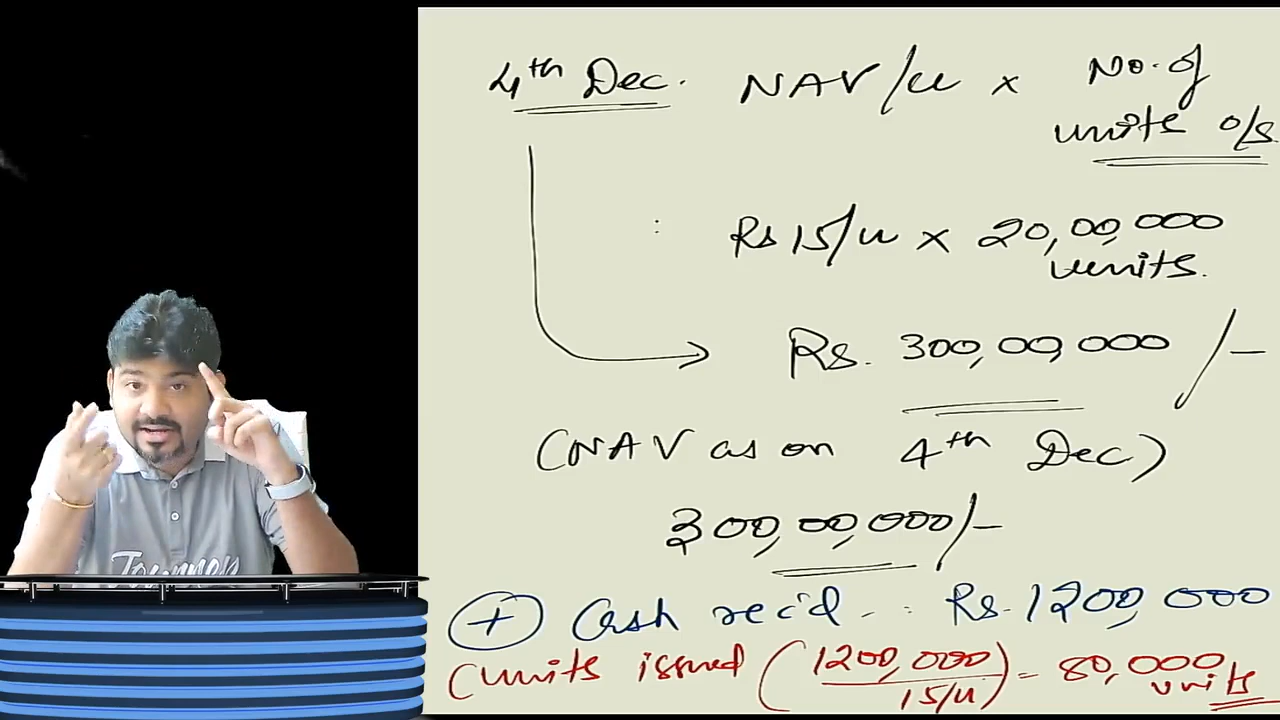 4th Dec. NAV/u × No. of
units o/s.
: Rs 15/u × 20,00,000
units.
Rs. 300,00,000 /-
(NAV as on 4th Dec)
300,00,000/-
(+) Cash rec'd. : Rs. 1200,000
(units issued (1200,000 / 15/u) = 80,000
units